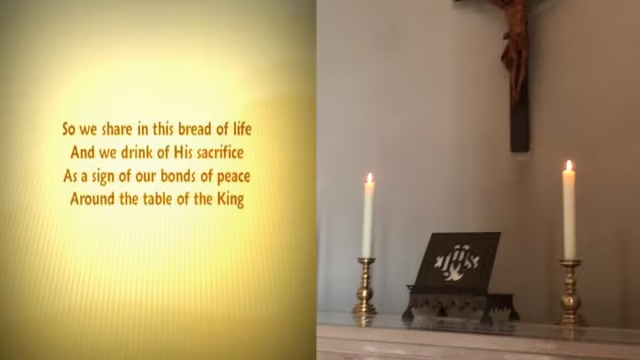 So we share in this bread of life
And we drink of His sacrifice
As a sign of our bonds of peace
Around the table of the King
IHS